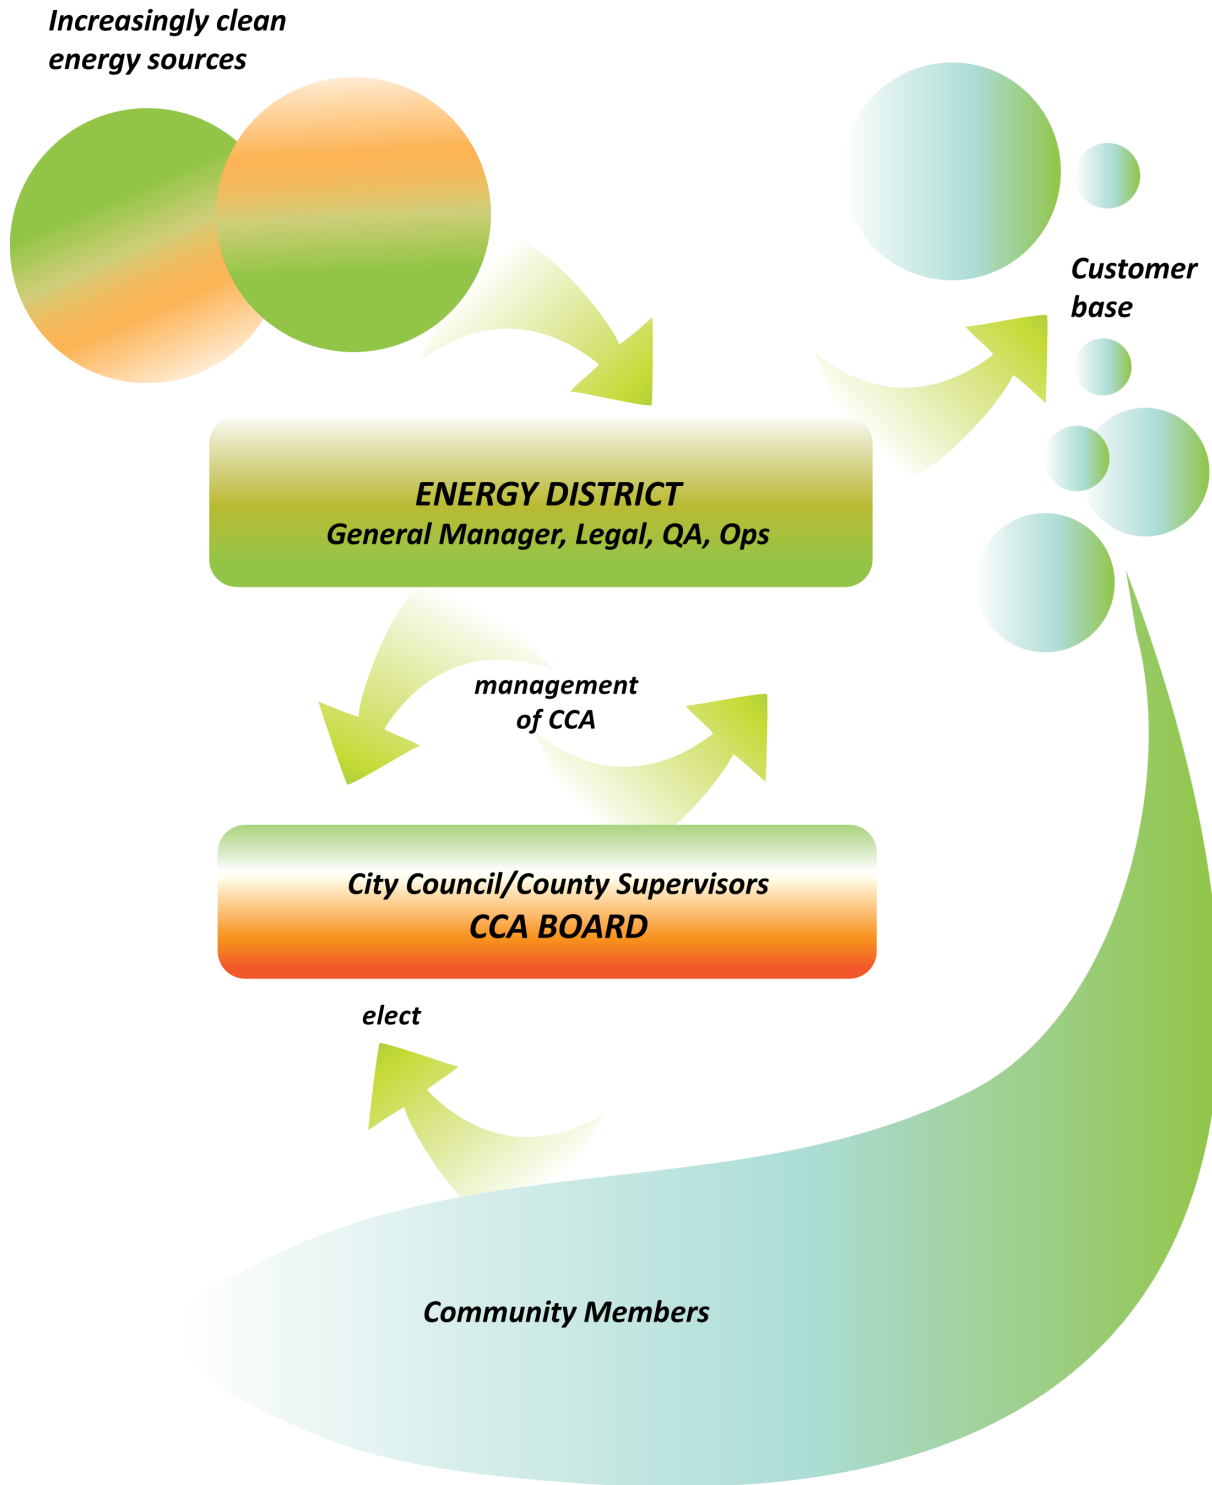 Increasingly clean
energy sources
Customer
base
ENERGY DISTRICT
General Manager, Legal, QA, Ops
management
of CCA
City Council/County Supervisors
CCA BOARD
elect
Community Members